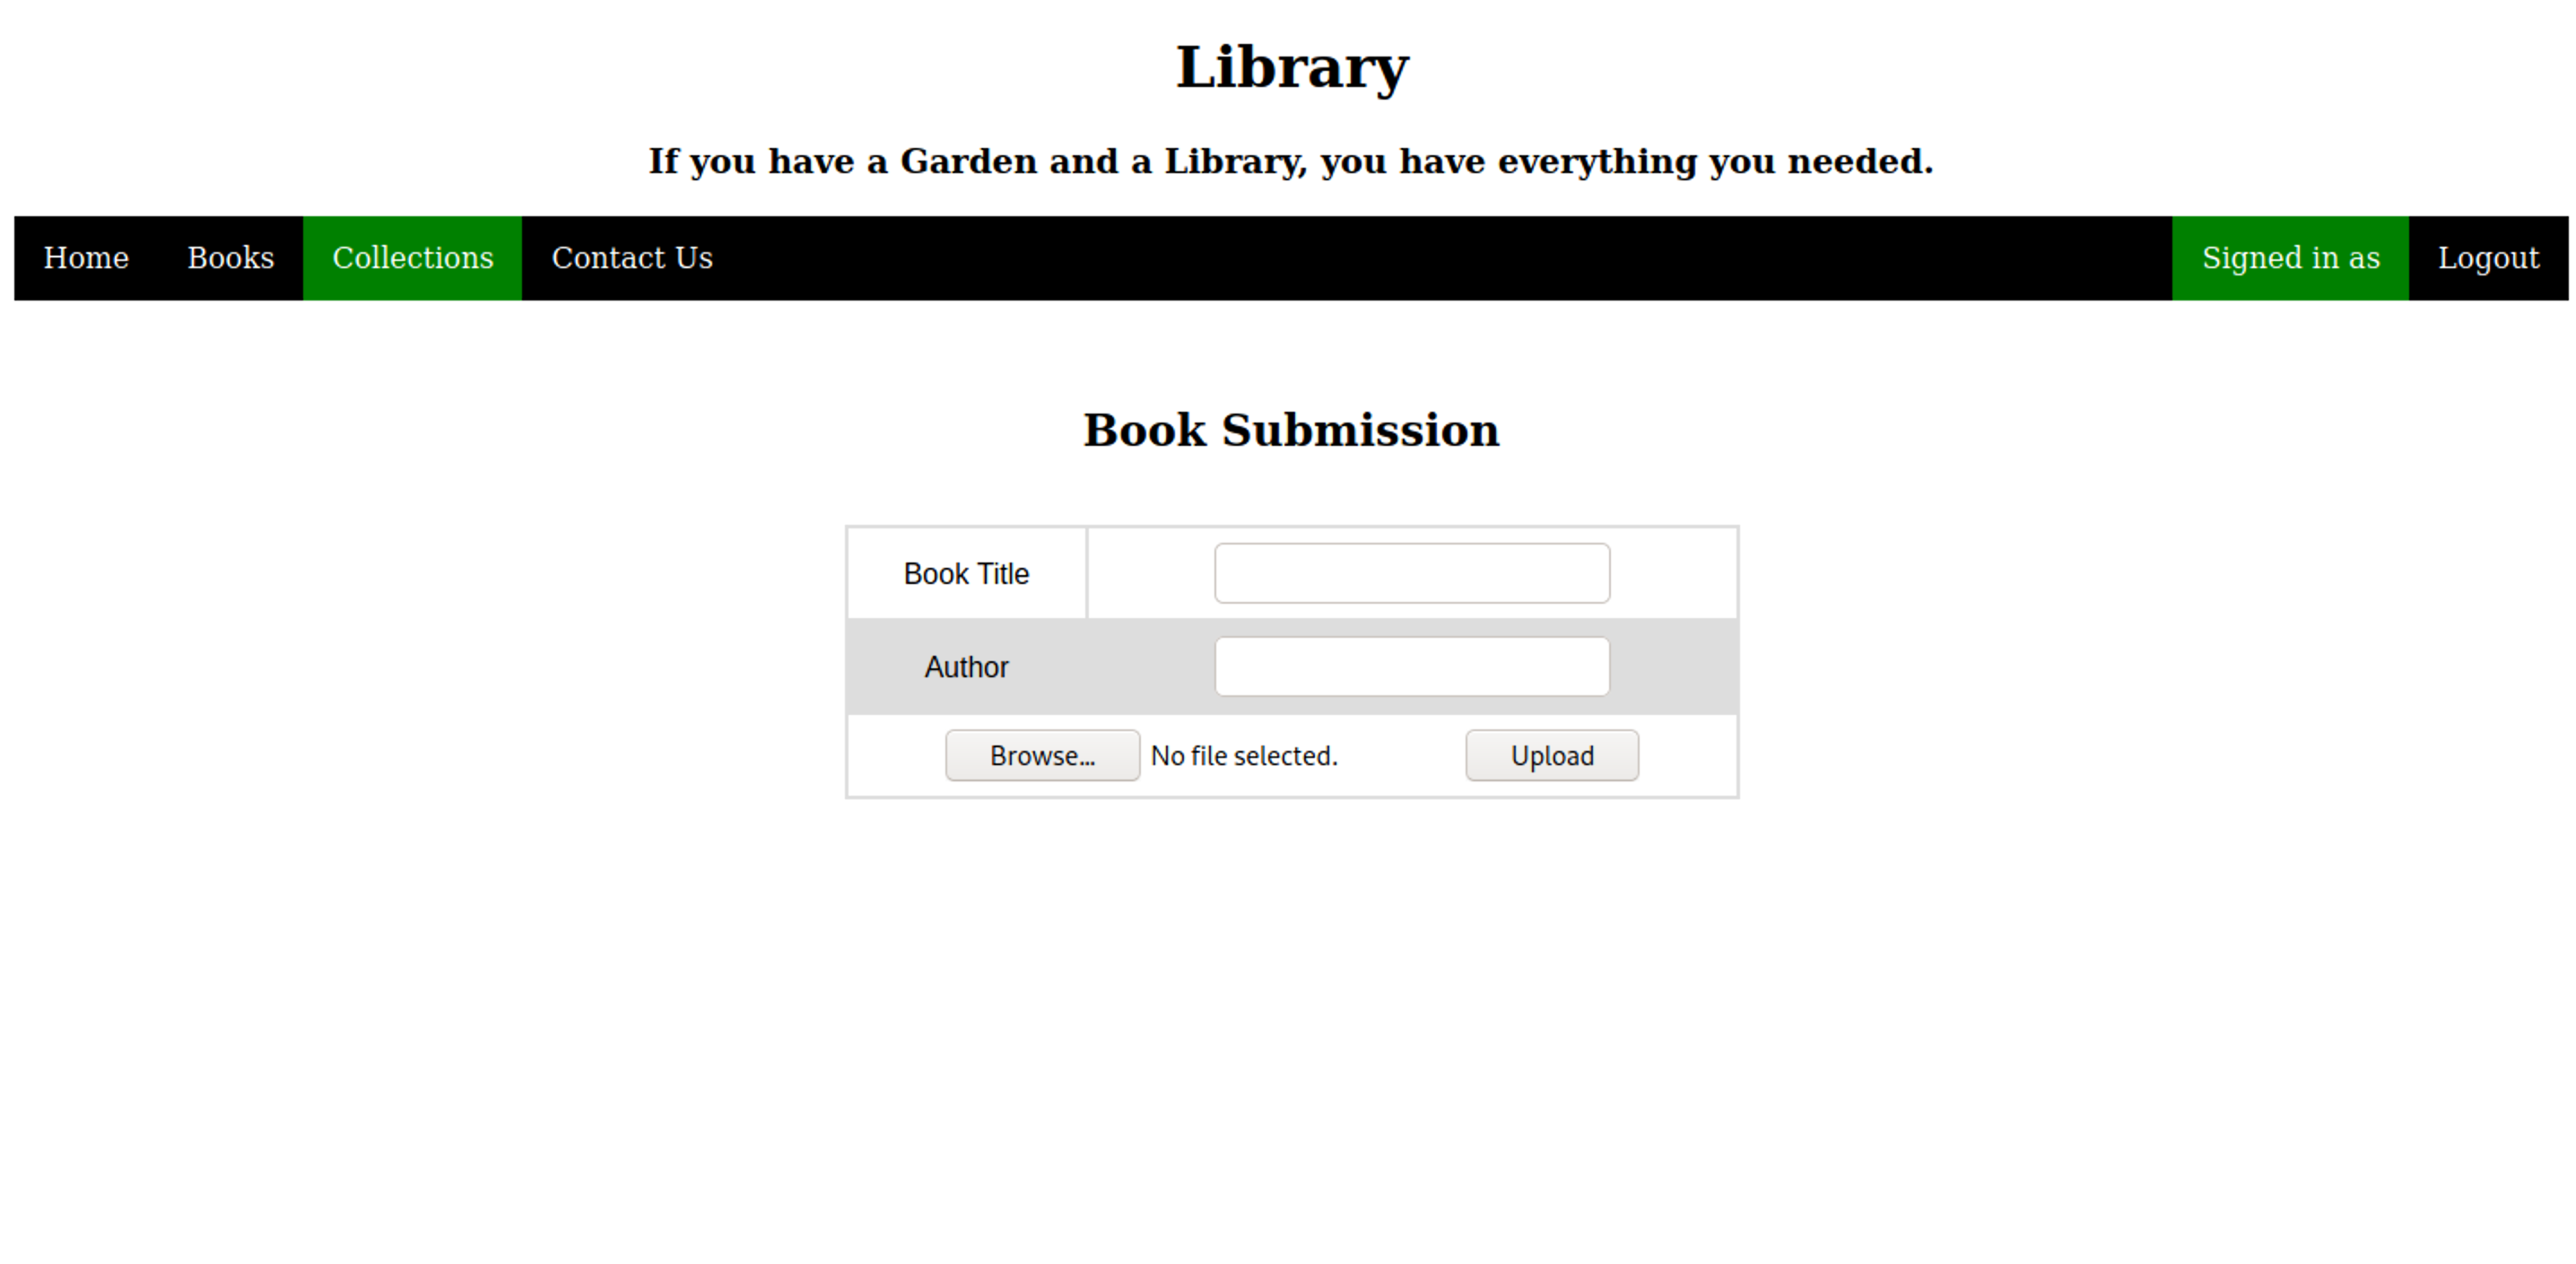 Library
If you have a Garden and a Library, you have everything you needed.
Home Books Collections Contact Us Signed in as Logout
Book Submission
Book Title
Author
Browse... No file selected. Upload